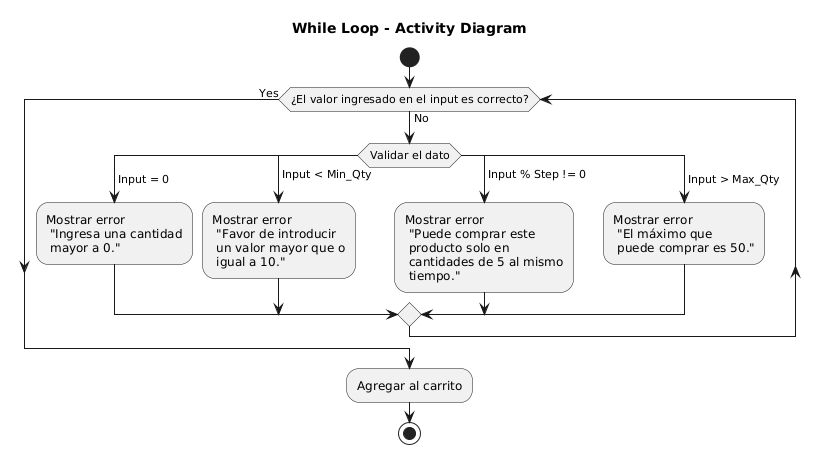 While Loop - Activity Diagram
Yes
¿El valor ingresado en el input es correcto?
No
Validar el dato
Input = 0
Mostrar error
"Ingresa una cantidad
mayor a 0."
Input < Min_Qty
Mostrar error
"Favor de introducir
un valor mayor que o
igual a 10."
Input % Step != 0
Mostrar error
"Puede comprar este
producto solo en
cantidades de 5 al mismo
tiempo."
Input > Max_Qty
Mostrar error
"El máximo que
puede comprar es 50."
Agregar al carrito